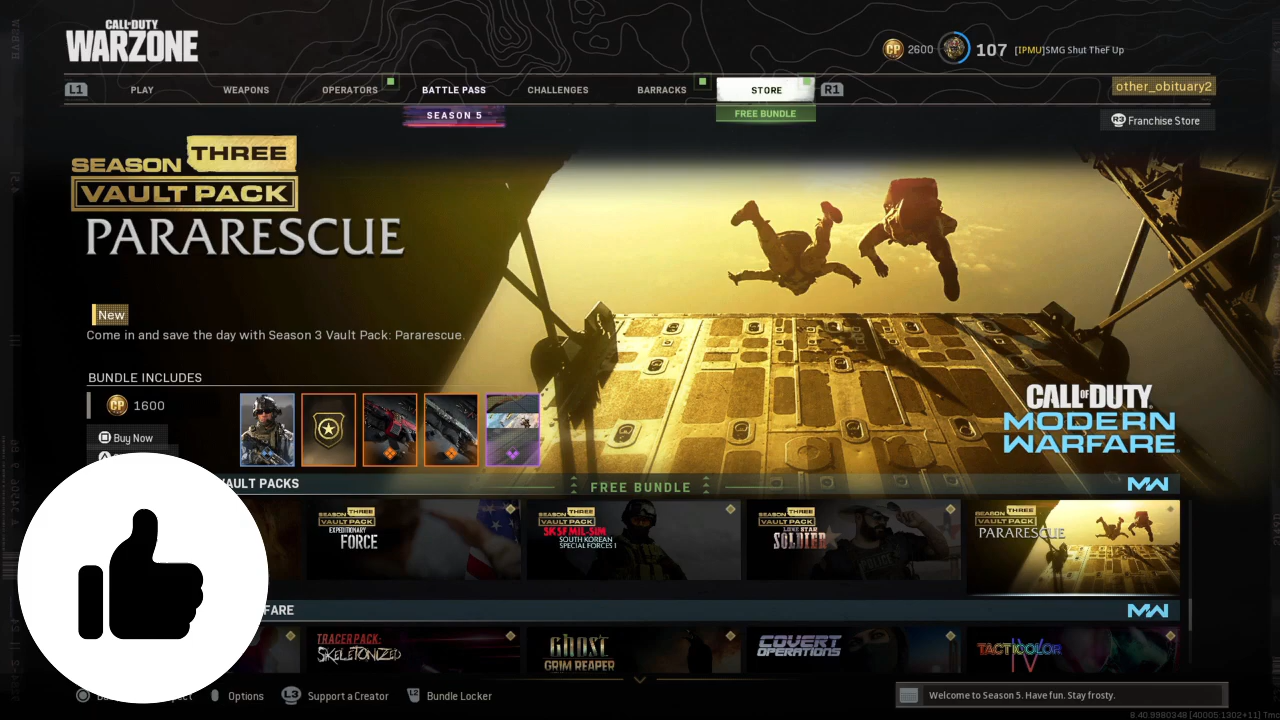 CALL OF DUTY
WARZONE
CP 2600 107 [IPMU]SMG Shut TheF Up
L1 PLAY WEAPONS OPERATORS BATTLE PASS CHALLENGES BARRACKS STORE R1
other_obituary2
SEASON 5
FREE BUNDLE
R3 Franchise Store
SEASON THREE
VAULT PACK
PARARESCUE
New
Come in and save the day with Season 3 Vault Pack: Pararescue.
BUNDLE INCLUDES
CP 1600
Buy Now
CALL OF DUTY
MODERN
WARFARE
VAULT PACKS
FREE BUNDLE
MW
SEASON THREE
VAULT PACK
EXPEDITIONARY
FORCE
SEASON THREE
VAULT PACK
SKSF MIL-SIM
SOUTH KOREAN
SPECIAL FORCES I
SEASON THREE
VAULT PACK
LONE STAR
SOLDIER
SEASON THREE
VAULT PACK
PARARESCUE
FARE
MW
TRACER PACK:
SKELETONIZED
GHOST
GRIM REAPER
COVERT
OPERATIONS
TACTICOLOR
IV
Options
L3 Support a Creator
L2 Bundle Locker
Welcome to Season 5. Have fun. Stay frosty.